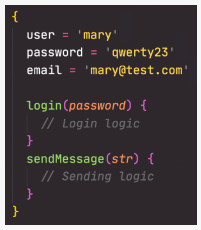 {
user = 'mary'
password = 'qwerty23'
email = 'mary@test.com'
login(password) {
// Login logic
}
sendMessage(str) {
// Sending logic
}
}